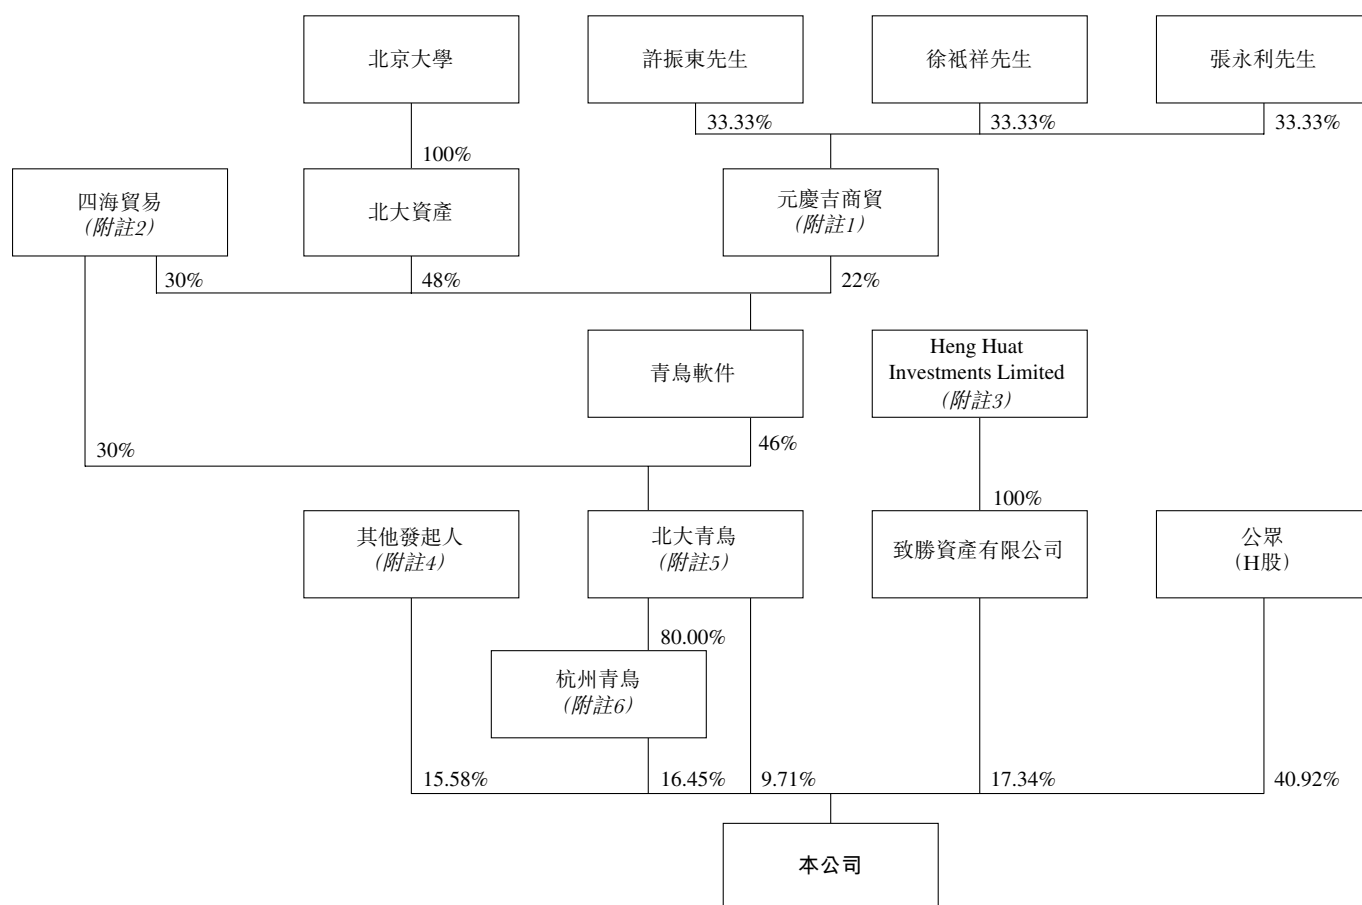 北京大學
許振東先生
徐祗祥先生
張永利先生
33.33%
33.33%
33.33%
100%
四海貿易
(附註2)
北大資產
元慶吉商貿
(附註1)
30%
48%
22%
青鳥軟件
Heng Huat
Investments Limited
(附註3)
30%
46%
100%
其他發起人
(附註4)
北大青鳥
(附註5)
致勝資產有限公司
公眾
(H股)
80.00%
杭州青鳥
(附註6)
15.58%
16.45%
9.71%
17.34%
40.92%
本公司